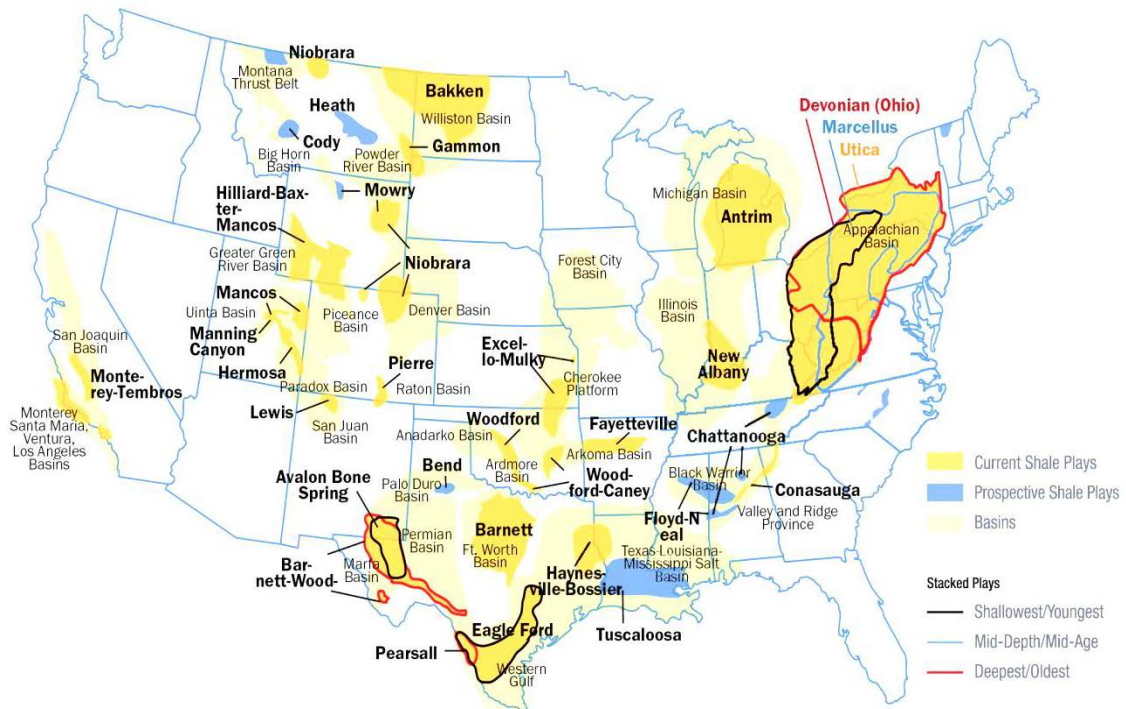 Niobrara
Montana
Thrust Belt
Bakken
Williston Basin
Heath
Cody
Big Horn
Basin
Powder
River Basin
Gammon
Hilliard-Bax-
ter-
Mancos
Mowry
Greater Green
River Basin
Niobrara
Mancos
Uinta Basin
Manning
Canyon
Hermosa
Piceance
Basin
Denver Basin
Paradox Basin
Pierre
Raton Basin
Lewis
San Juan
Basin
San Joaquin
Basin
Monte-
rey-Tembros
Monterey
Santa Maria,
Ventura,
Los Angeles
Basins
Forest City
Basin
Excel-
lo-Mulky
Cherokee
Platform
Michigan Basin
Antrim
Illinois
Basin
New
Albany
Devonian (Ohio)
Marcellus
Utica
Appalachian
Basin
Woodford
Anadarko Basin
Ardmore
Basin
Fayetteville
Arkoma Basin
Wood-
ford-Caney
Bend
Palo Duro
Basin
Avalon Bone
Spring
Permian
Basin
Marfa
Basin
Bar-
nett-Wood-
Barnett
Ft. Worth
Basin
Haynes-
ville-Bossier
Texas-Louisiana-
Mississippi Salt
Basin
Tuscaloosa
Eagle Ford
Pearsall
Western
Gulf
Chattanooga
Black Warrior
Basin
Floyd-N
eal
Conasauga
Valley and Ridge
Province
Current Shale Plays
Prospective Shale Plays
Basins
Stacked Plays
Shallowest/Youngest
Mid-Depth/Mid-Age
Deepest/Oldest